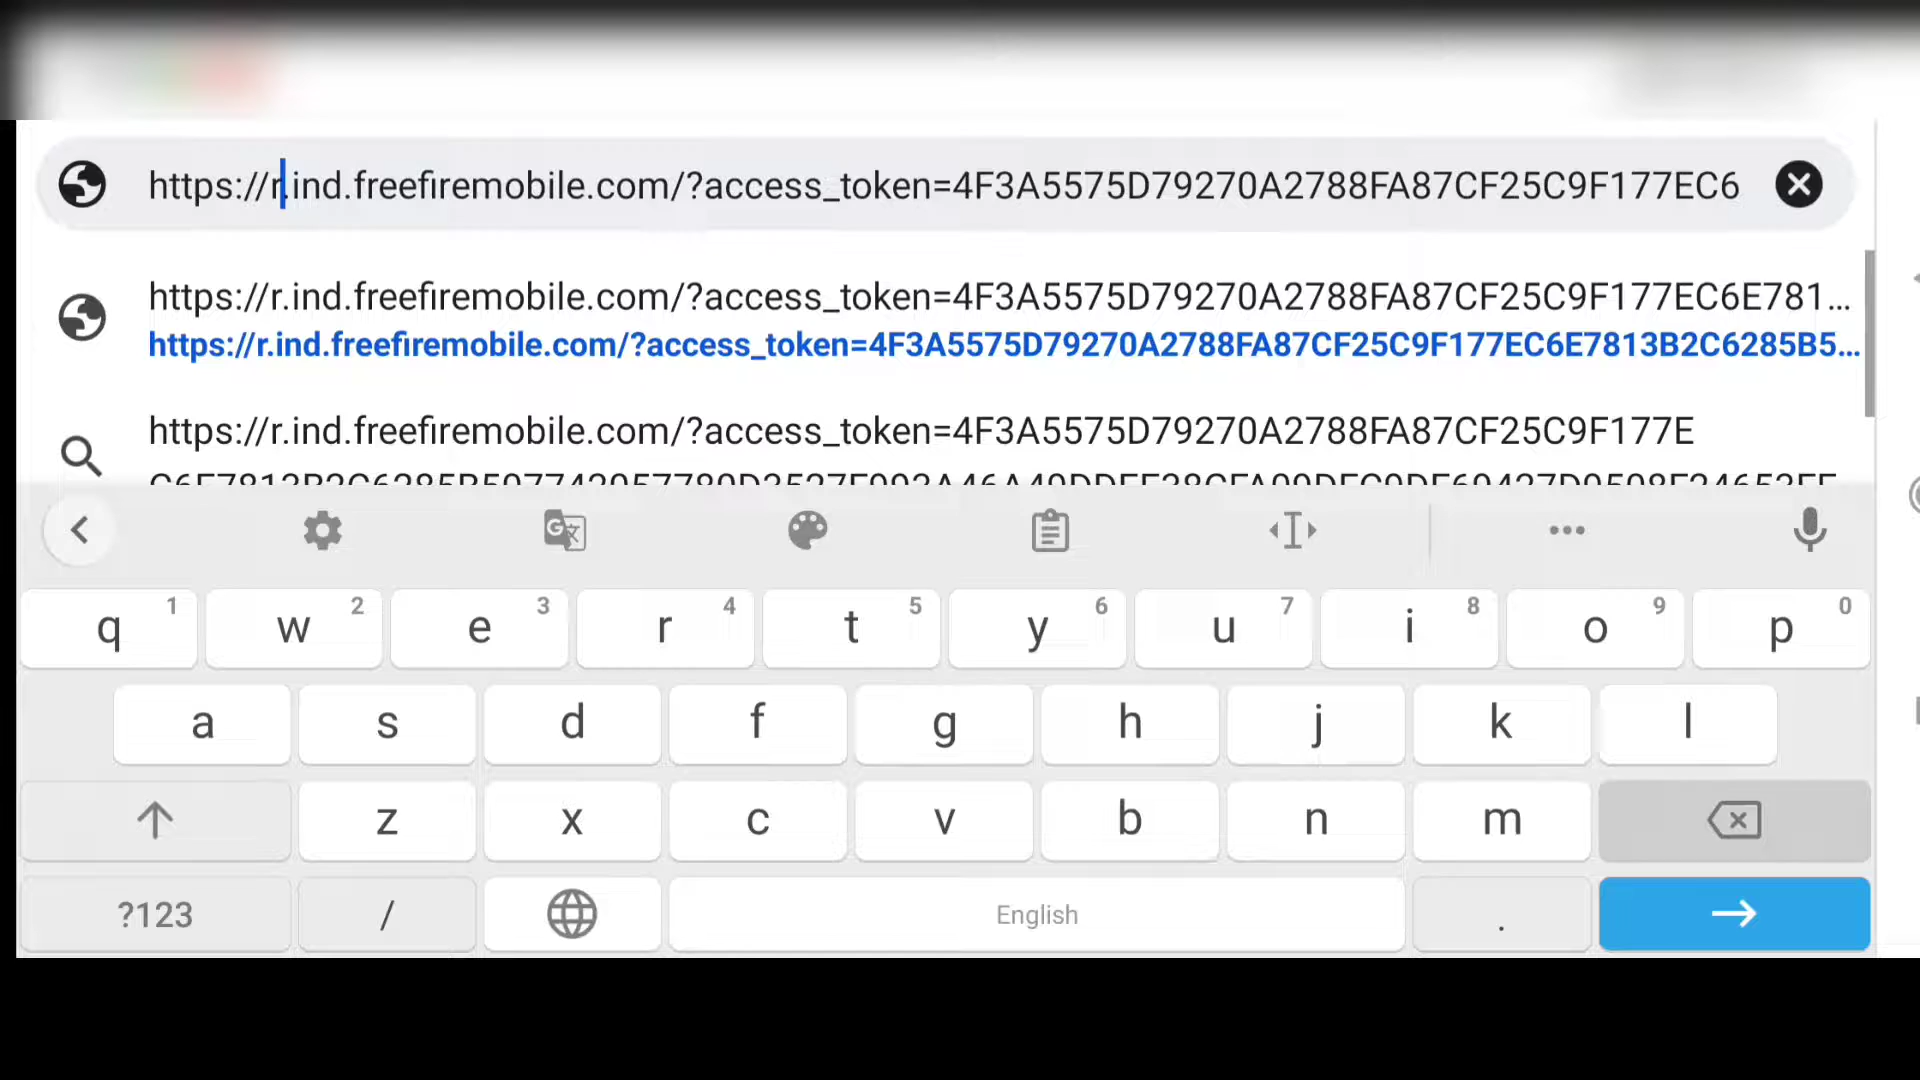 https://r.ind.freefiremobile.com/?access_token=4F3A5575D79270A2788FA87CF25C9F177EC6
https://r.ind.freefiremobile.com/?access_token=4F3A5575D79270A2788FA87CF25C9F177EC6E781...
https://r.ind.freefiremobile.com/?access_token=4F3A5575D79270A2788FA87CF25C9F177EC6E7813B2C6285B5...
https://r.ind.freefiremobile.com/?access_token=4F3A5575D79270A2788FA87CF25C9F177E
q 1 w 2 e 3 r 4 t 5 y 6 u 7 i 8 o 9 p 0
a s d f g h j k l
z x c v b n m
?123 / English .